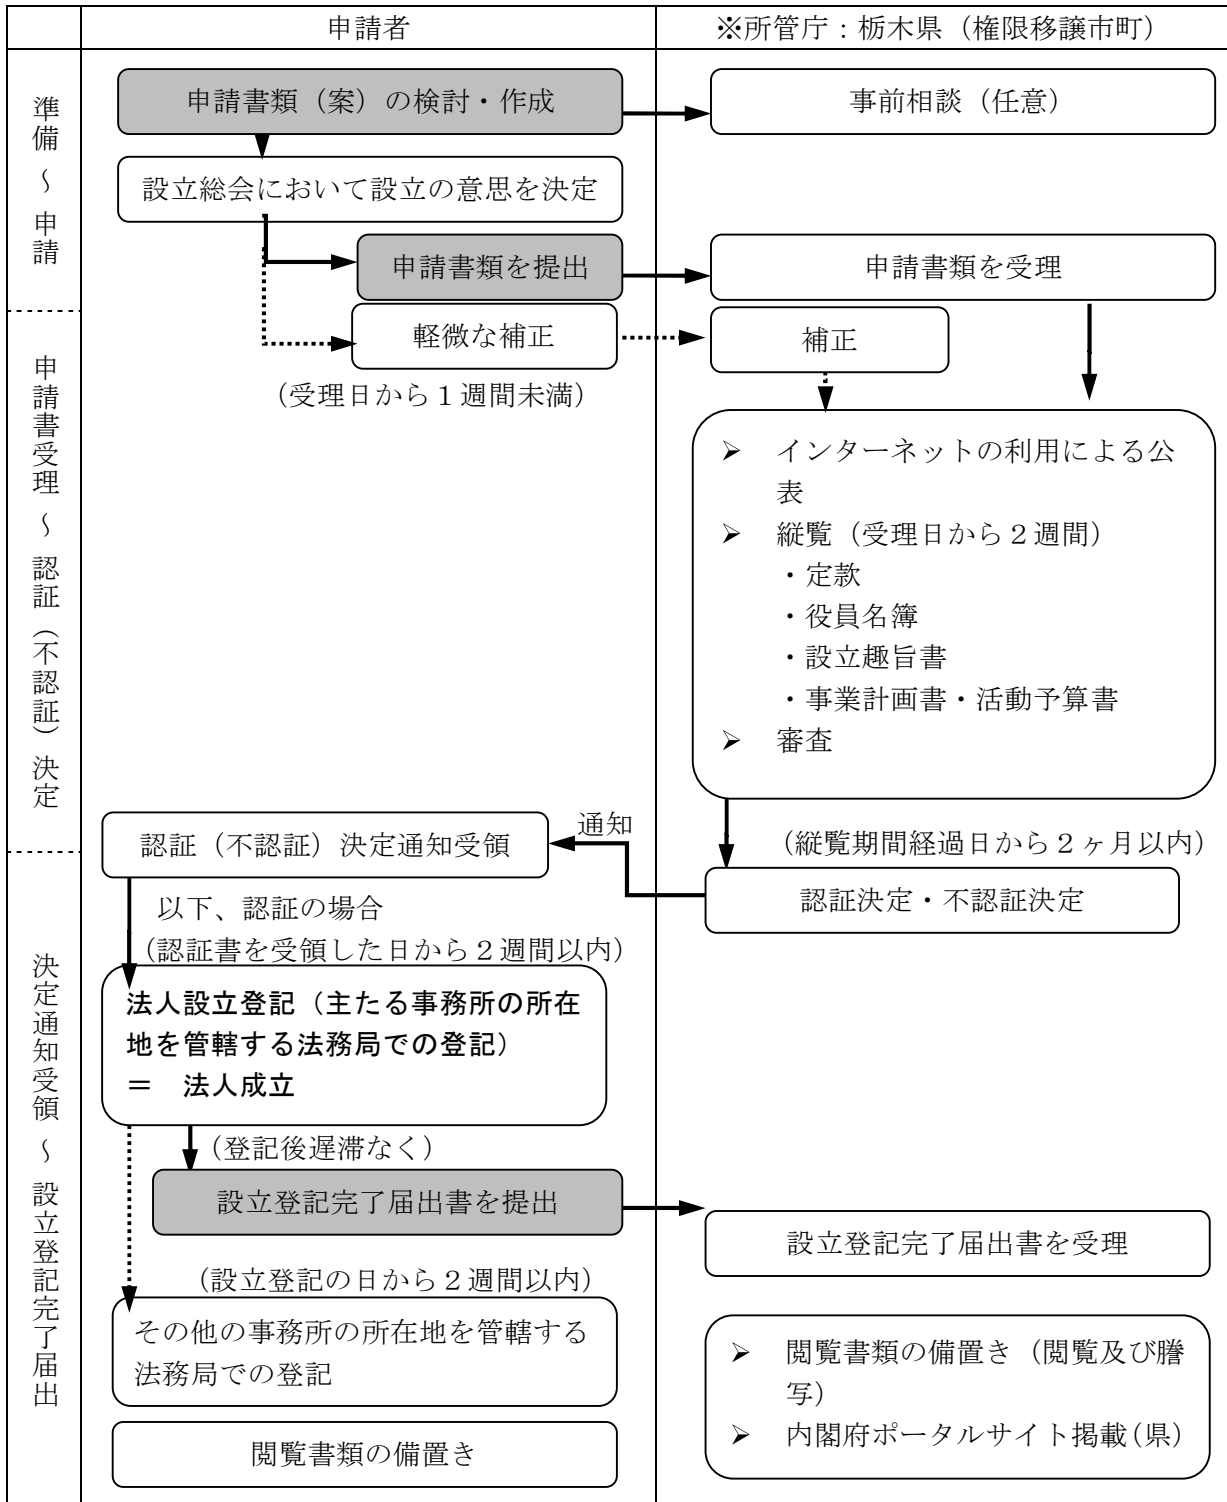 申請者
※所管庁：栃木県（権限移譲市町）
準備～申請
申請書類（案）の検討・作成
事前相談（任意）
設立総会において設立の意思を決定
申請書類を提出
申請書類を受理
申請書受理～認証（不認証）決定
軽微な補正
補正
（受理日から１週間未満）
➢ インターネットの利用による公
表
➢ 縦覧（受理日から２週間）
・定款
・役員名簿
・設立趣旨書
・事業計画書・活動予算書
➢ 審査
通知
認証（不認証）決定通知受領
（縦覧期間経過日から２ヶ月以内）
認証決定・不認証決定
決定通知受領～設立登記完了届出
以下、認証の場合
（認証書を受領した日から２週間以内）
法人設立登記（主たる事務所の所在
地を管轄する法務局での登記）
＝　法人成立
（登記後遅滞なく）
設立登記完了届出書を提出
設立登記完了届出書を受理
（設立登記の日から２週間以内）
その他の事務所の所在地を管轄する
法務局での登記
➢ 閲覧書類の備置き（閲覧及び謄
写）
➢ 内閣府ポータルサイト掲載（県）
閲覧書類の備置き